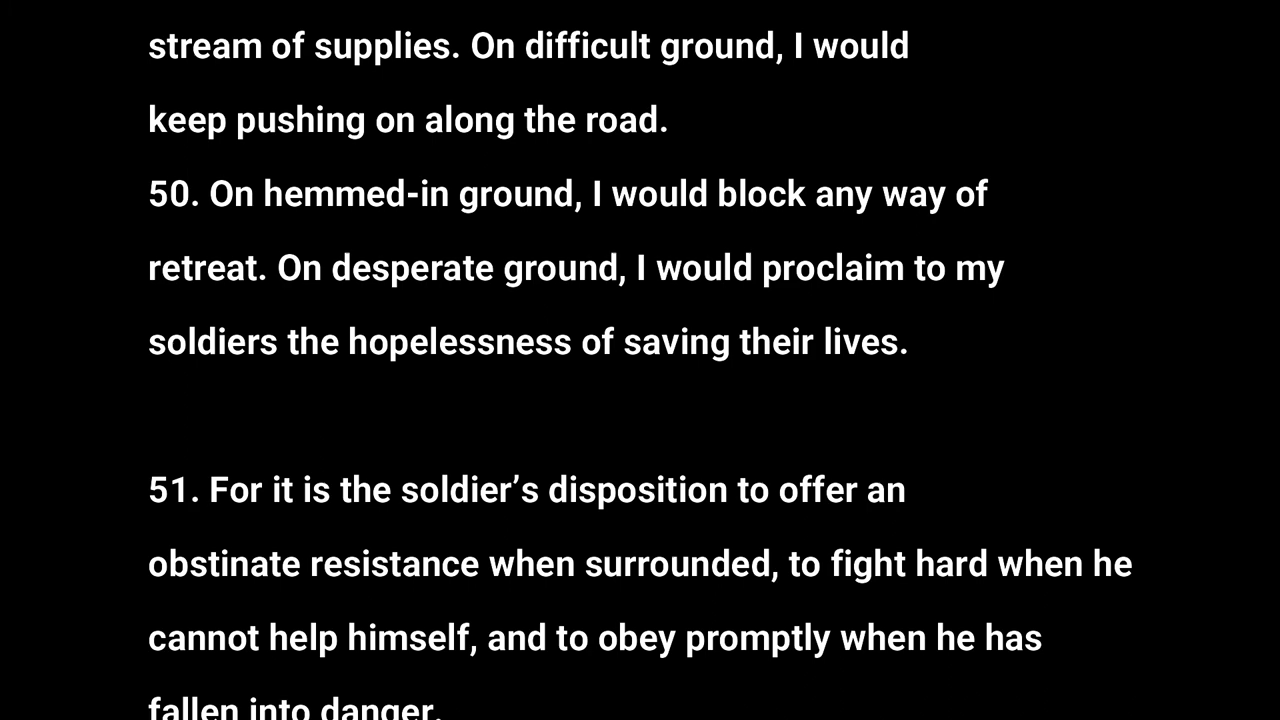 stream of supplies. On difficult ground, I would
keep pushing on along the road.
50. On hemmed-in ground, I would block any way of
retreat. On desperate ground, I would proclaim to my
soldiers the hopelessness of saving their lives.
51. For it is the soldier’s disposition to offer an
obstinate resistance when surrounded, to fight hard when he
cannot help himself, and to obey promptly when he has
fallen into danger.